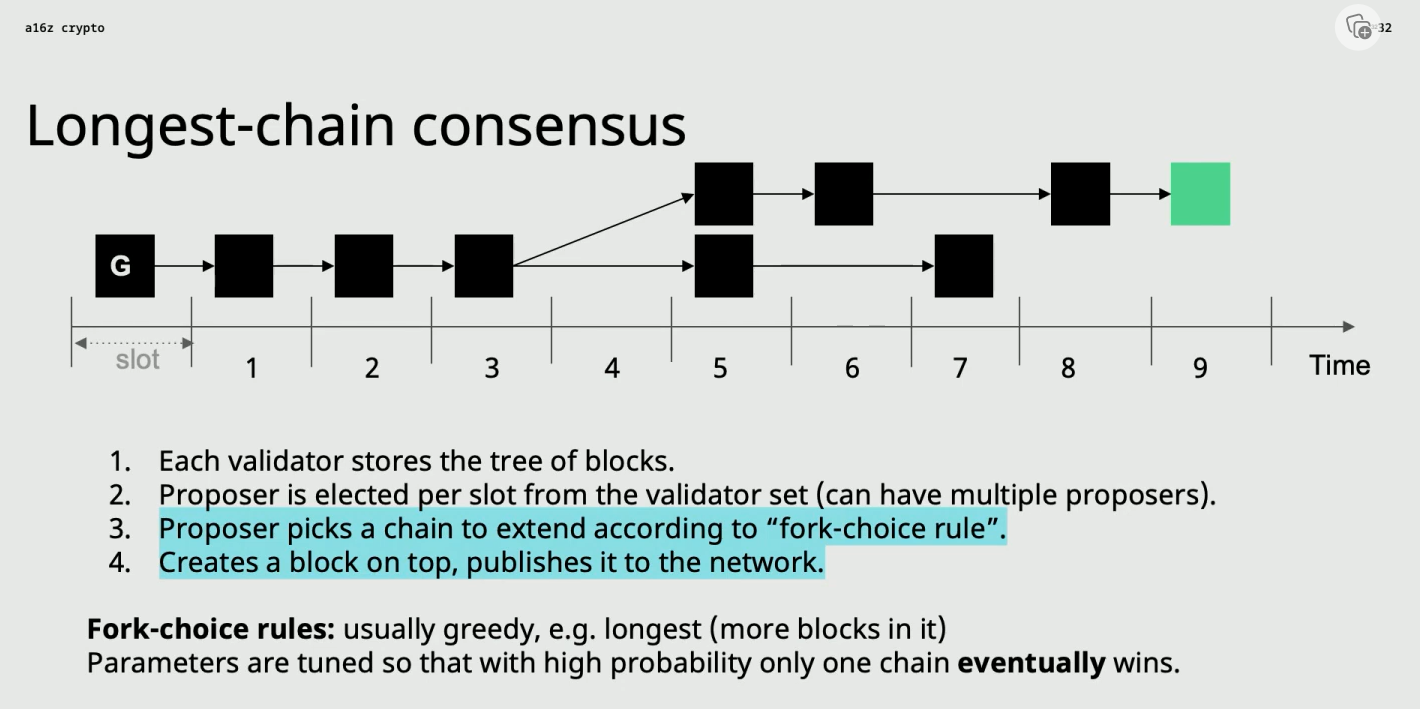 a16z crypto
32
Longest-chain consensus
G
slot
1 2 3 4 5 6 7 8 9 Time
1. Each validator stores the tree of blocks.
2. Proposer is elected per slot from the validator set (can have multiple proposers).
3. Proposer picks a chain to extend according to “fork-choice rule”.
4. Creates a block on top, publishes it to the network.
Fork-choice rules: usually greedy, e.g. longest (more blocks in it)
Parameters are tuned so that with high probability only one chain eventually wins.